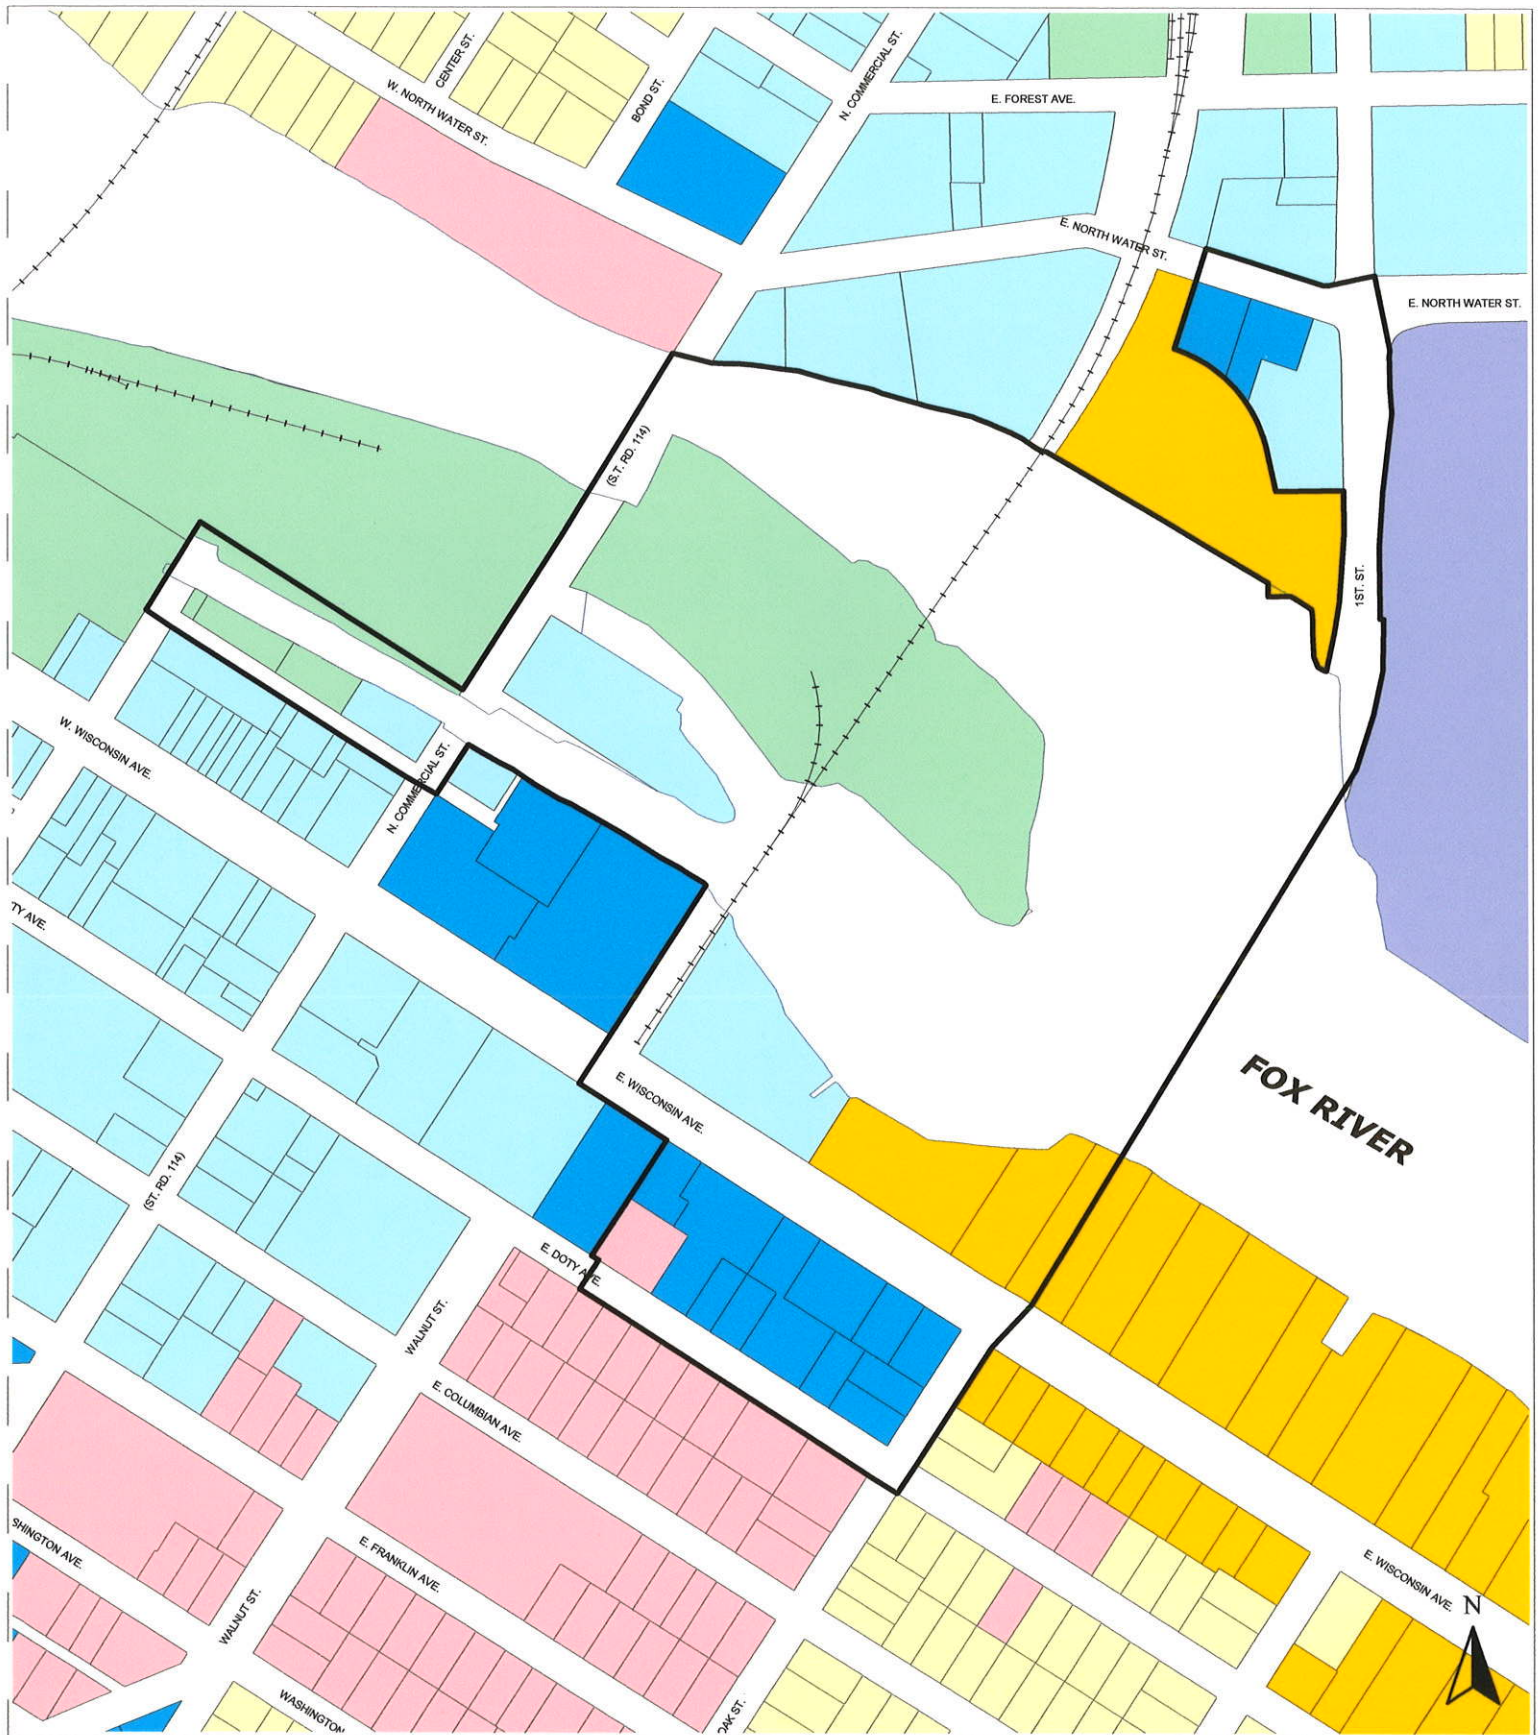 CENTER ST.
W. NORTH WATER ST.
BOND ST.
N. COMMERCIAL ST.
E. FOREST AVE.
E. NORTH WATER ST.
E. NORTH WATER ST.
(S.T. RD. 114)
1ST. ST.
W. WISCONSIN AVE.
N. COMMERCIAL ST.
TY AVE.
FOX RIVER
E. WISCONSIN AVE.
(ST. RD. 114)
E. DOTY AVE.
WALNUT ST.
E. COLUMBIAN AVE.
SHINGTON AVE.
E. FRANKLIN AVE.
E. WISCONSIN AVE.
N
WALNUT ST.
WASHINGTON
OAK ST.